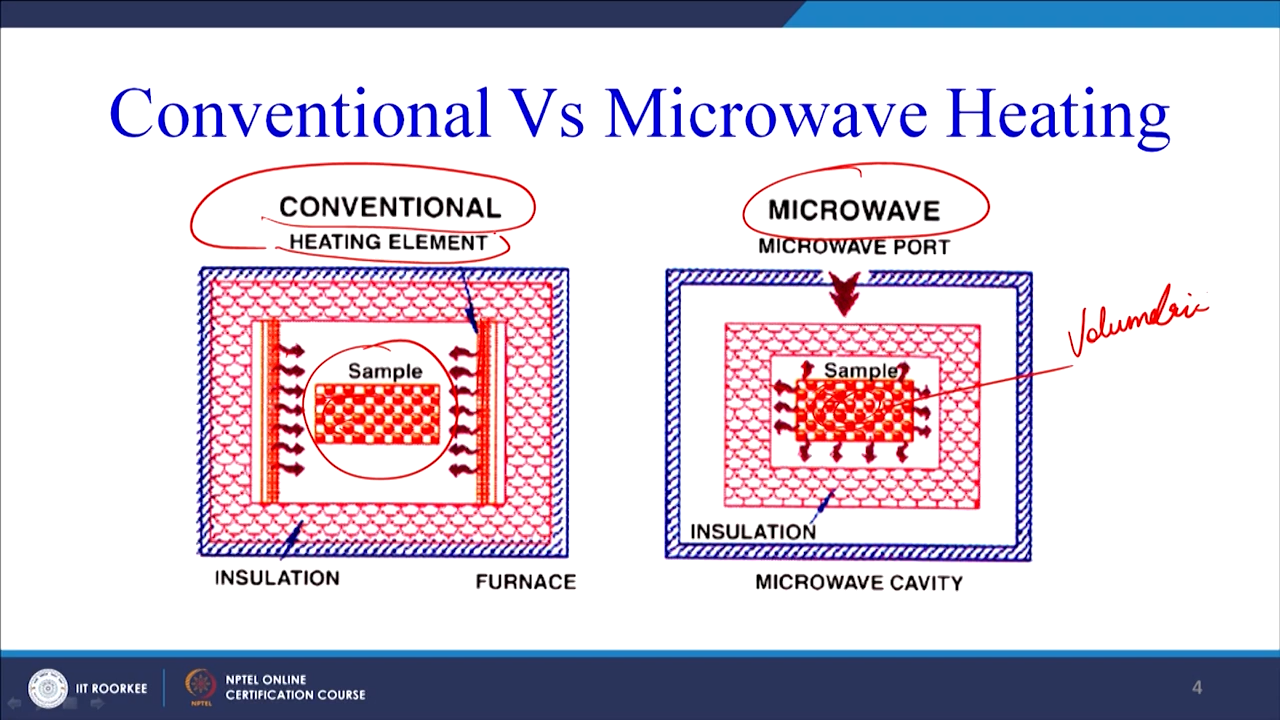 Conventional Vs Microwave Heating
CONVENTIONAL
HEATING ELEMENT
Sample
INSULATION
FURNACE
MICROWAVE
MICROWAVE PORT
Sample
INSULATION
MICROWAVE CAVITY
Volumetric
IIT ROORKEE
NPTEL
NPTEL ONLINE
CERTIFICATION COURSE
4